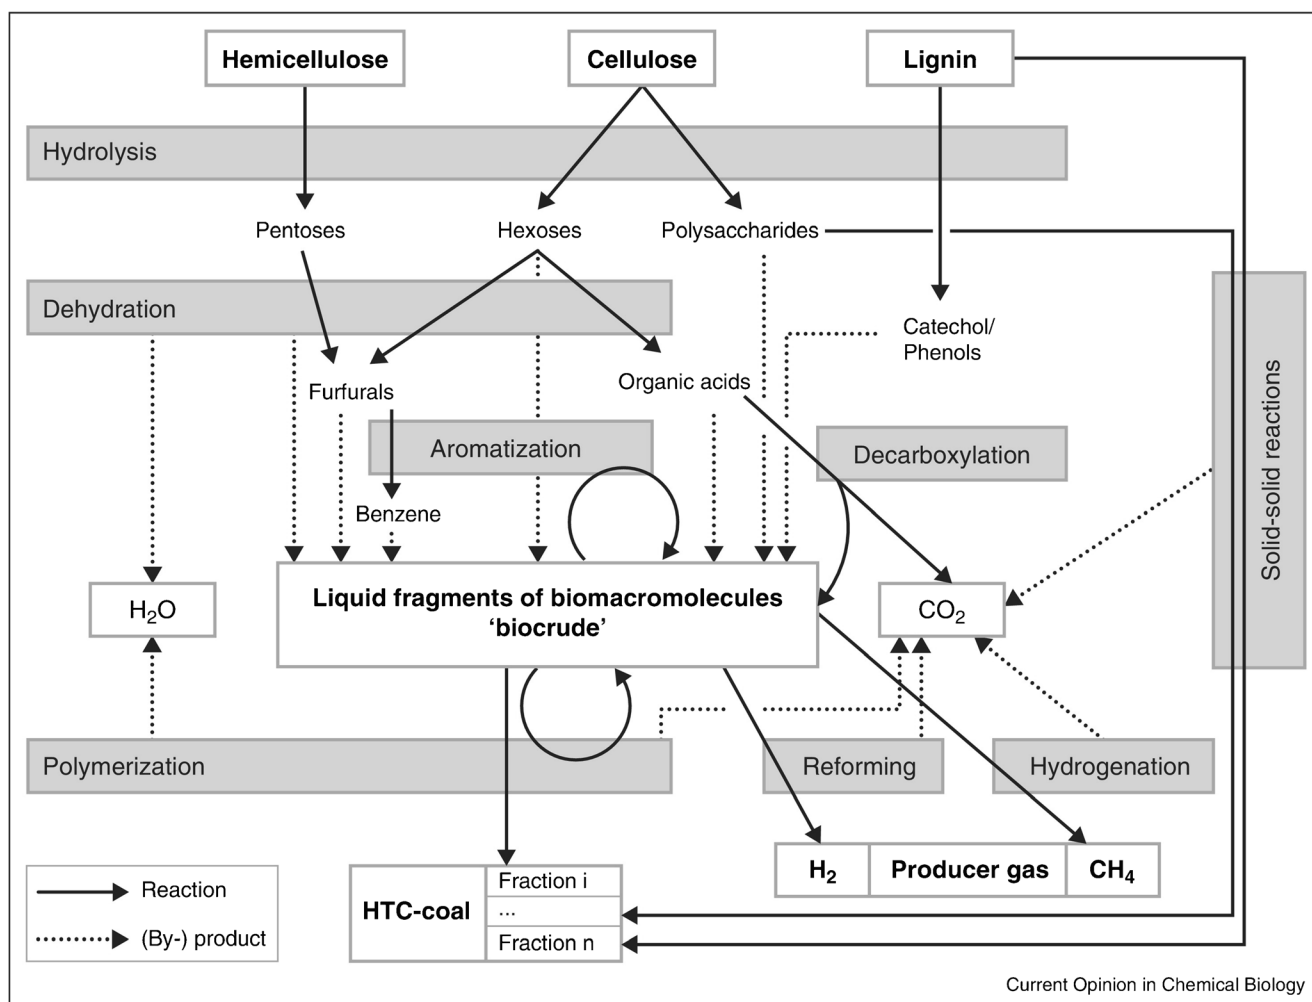 Hemicellulose
Cellulose
Lignin
Hydrolysis
Pentoses
Hexoses
Polysaccharides
Dehydration
Catechol/
Phenols
Furfurals
Organic acids
Aromatization
Decarboxylation
Solid-solid reactions
Benzene
Liquid fragments of biomacromolecules
‘biocrude’
H₂O
CO₂
Polymerization
Reforming
Hydrogenation
H₂
Producer gas
CH₄
Reaction
(By-) product
HTC-coal
Fraction i
...
Fraction n
Current Opinion in Chemical Biology